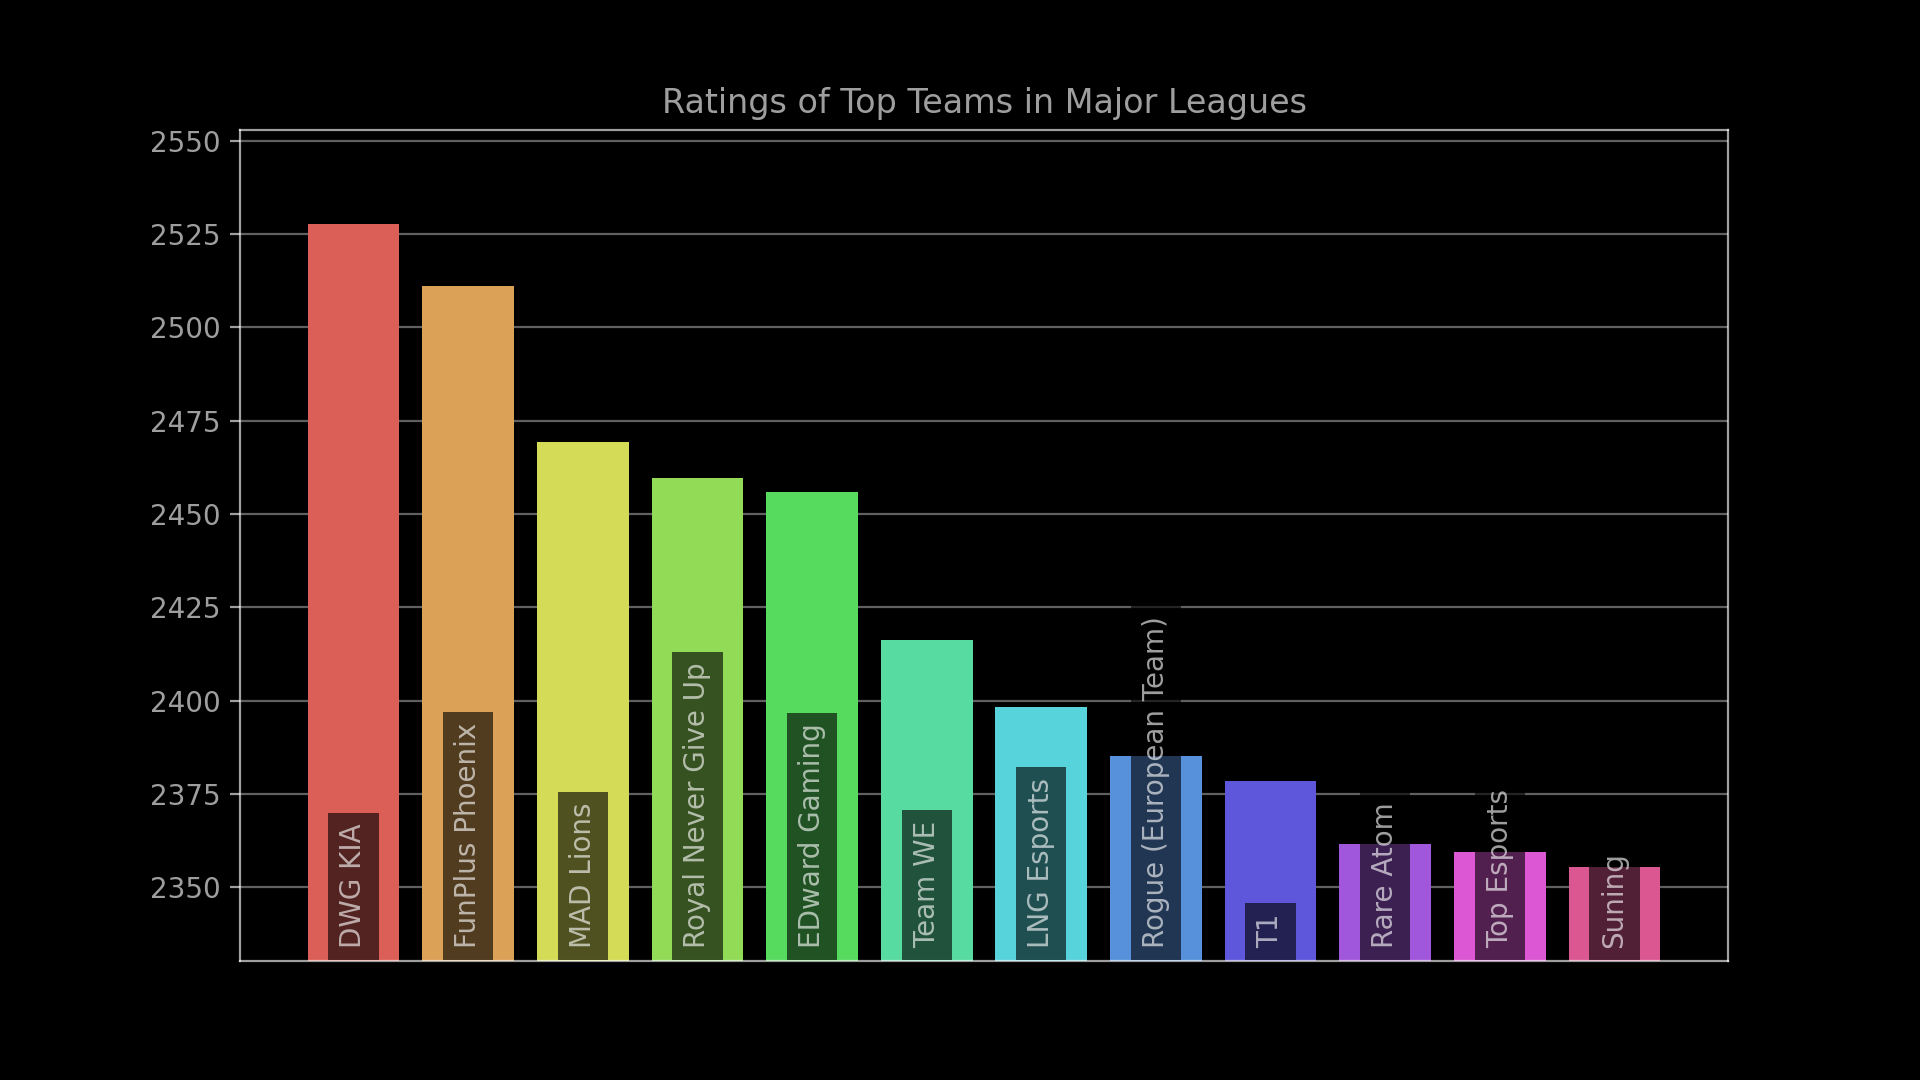 Ratings of Top Teams in Major Leagues
2550
2525
2500
2475
2450
2425
2400
2375
2350
DWG KIA
FunPlus Phoenix
MAD Lions
Royal Never Give Up
EDward Gaming
Team WE
LNG Esports
Rogue (European Team)
T1
Rare Atom
Top Esports
Suning